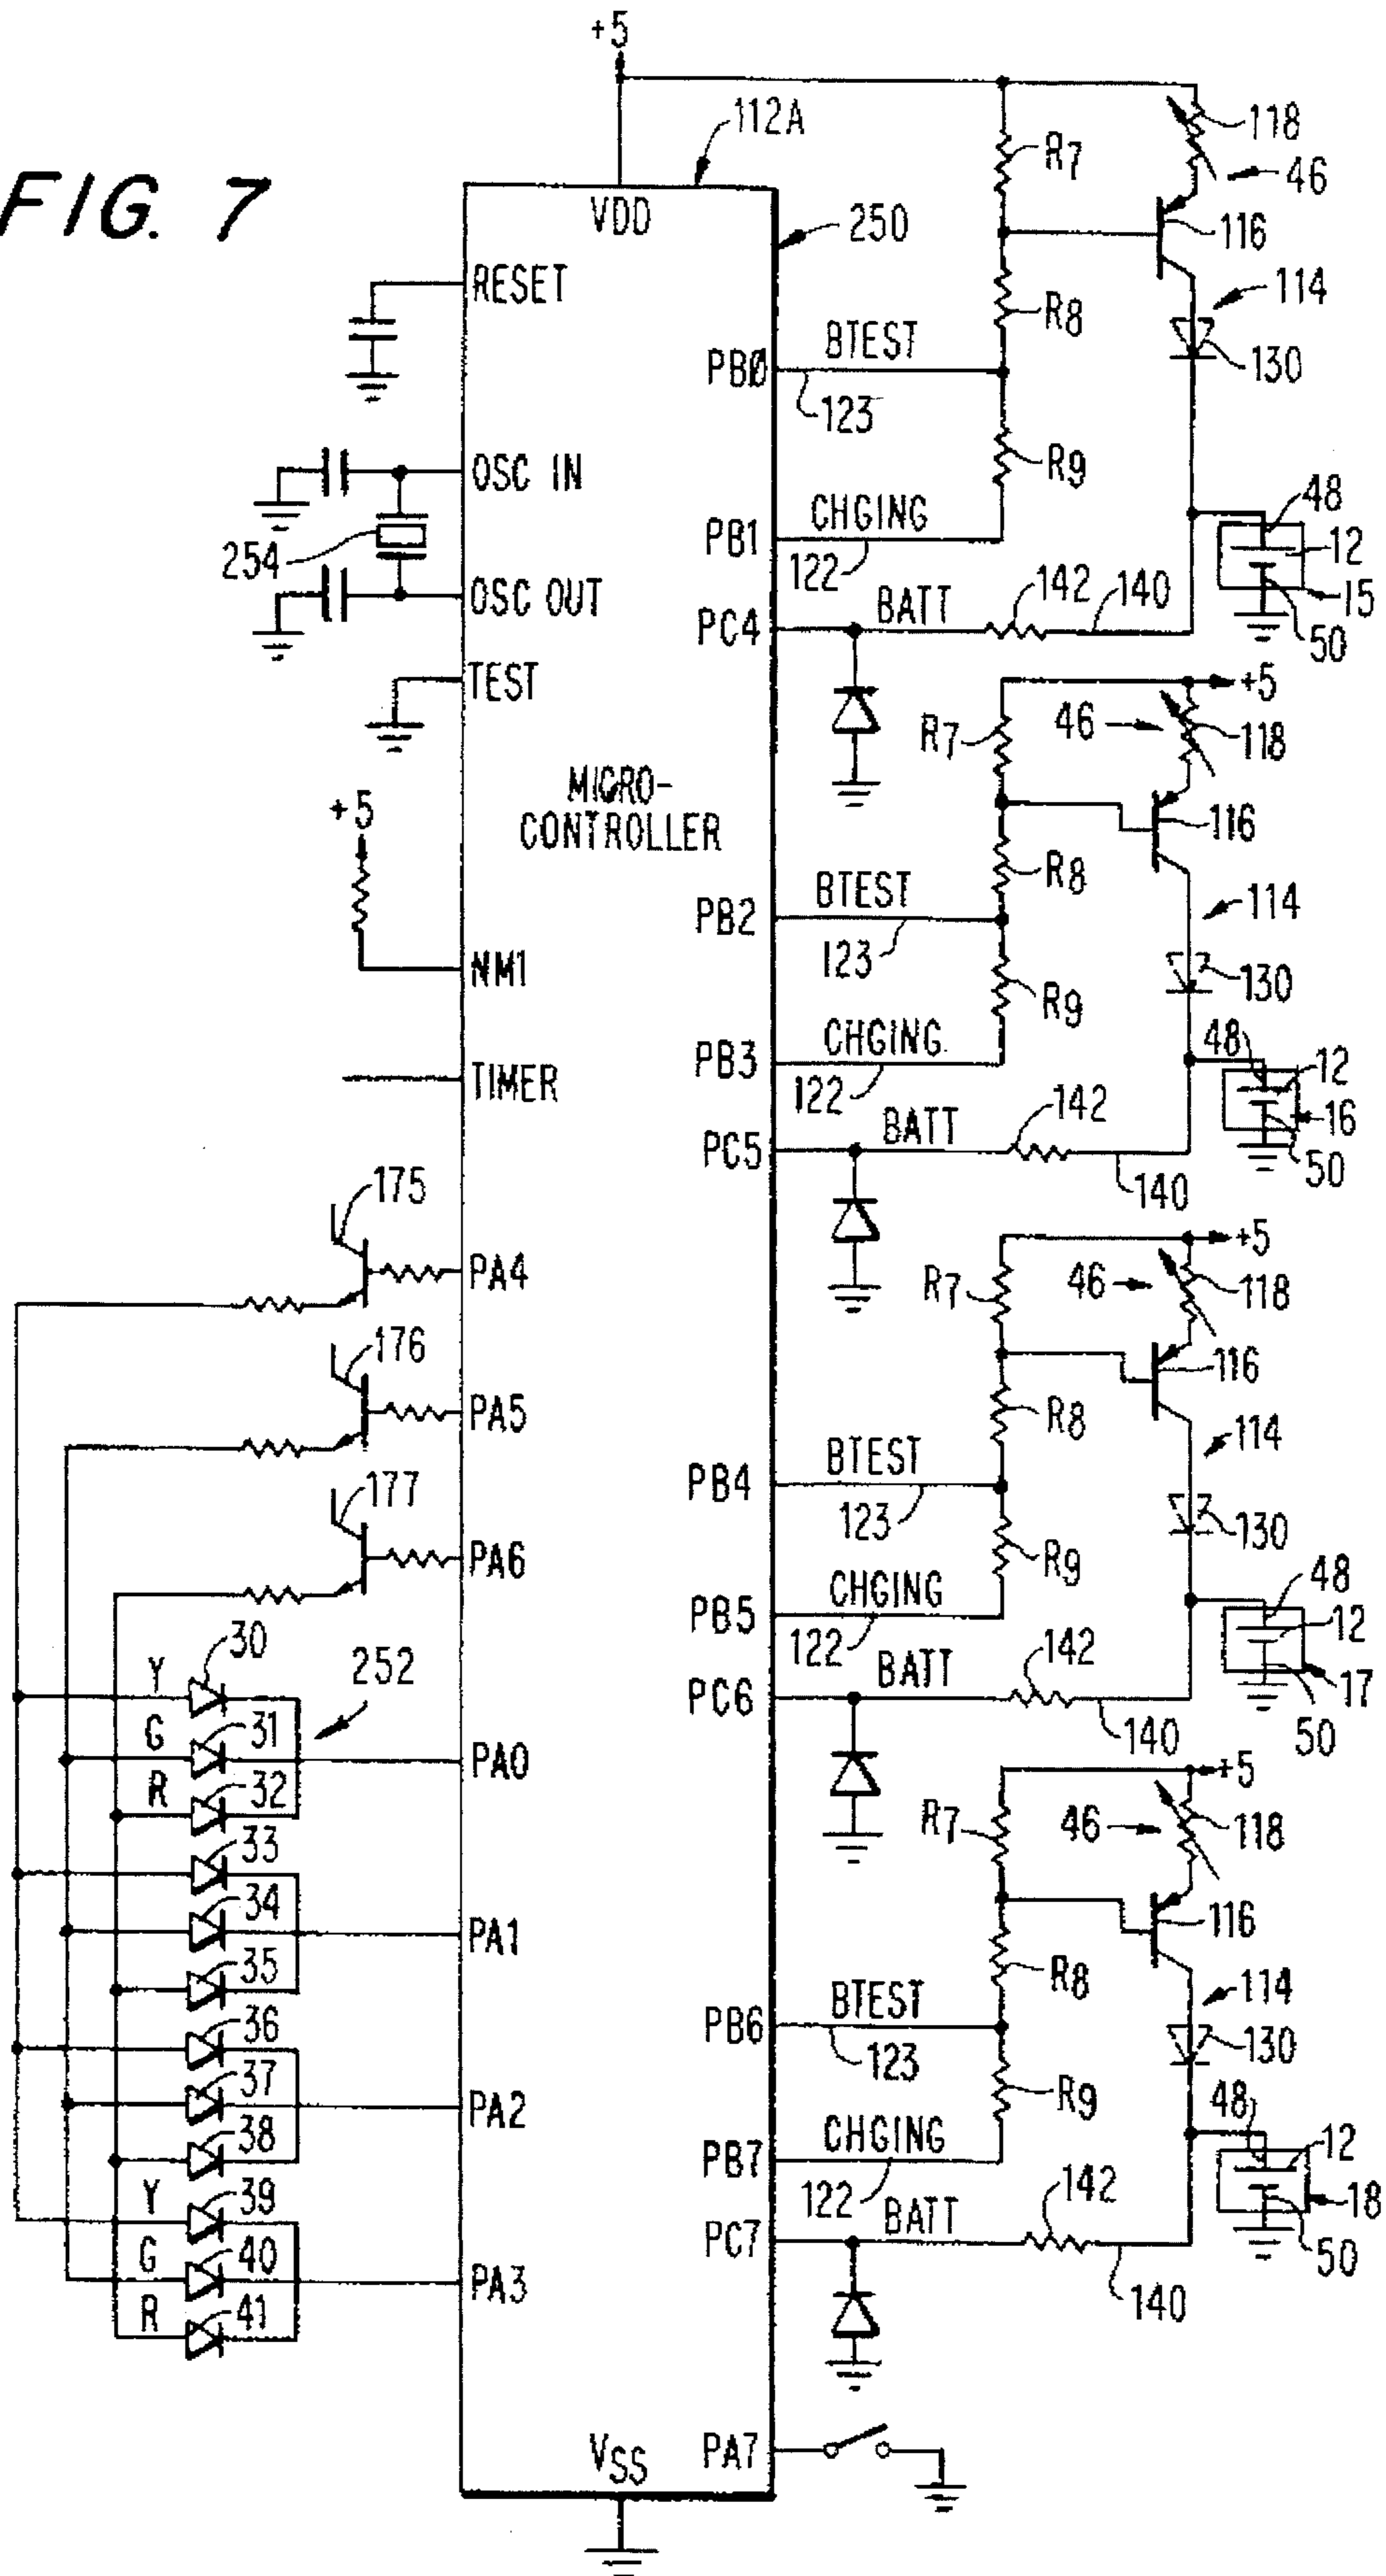 FIG. 7
+5
112A
VDD
250
R7
118
46
116
RESET
R8
114
PBØ
BTEST
123
130
OSC IN
R9
254
PB1
CHGING
122
48
12
15
50
OSC OUT
PC4
BATT
142
140
TEST
+5
R7
46
118
MICRO-
CONTROLLER
116
+5
R8
PB2
BTEST
123
114
NM1
130
R9
PB3
CHGING
122
48
12
16
50
TIMER
PC5
BATT
142
140
175
PA4
+5
R7
46
118
176
PA5
116
R8
114
177
PB4
BTEST
123
130
PA6
R9
PB5
CHGING
122
48
12
17
50
Y
30
252
PC6
BATT
142
140
G
31
PA0
R
32
+5
R7
46
118
33
34
PA1
116
35
R8
114
36
PB6
BTEST
123
130
37
PA2
R9
38
PB7
CHGING
122
48
12
18
50
Y
39
PC7
BATT
142
140
G
40
PA3
R
41
VSS
PA7